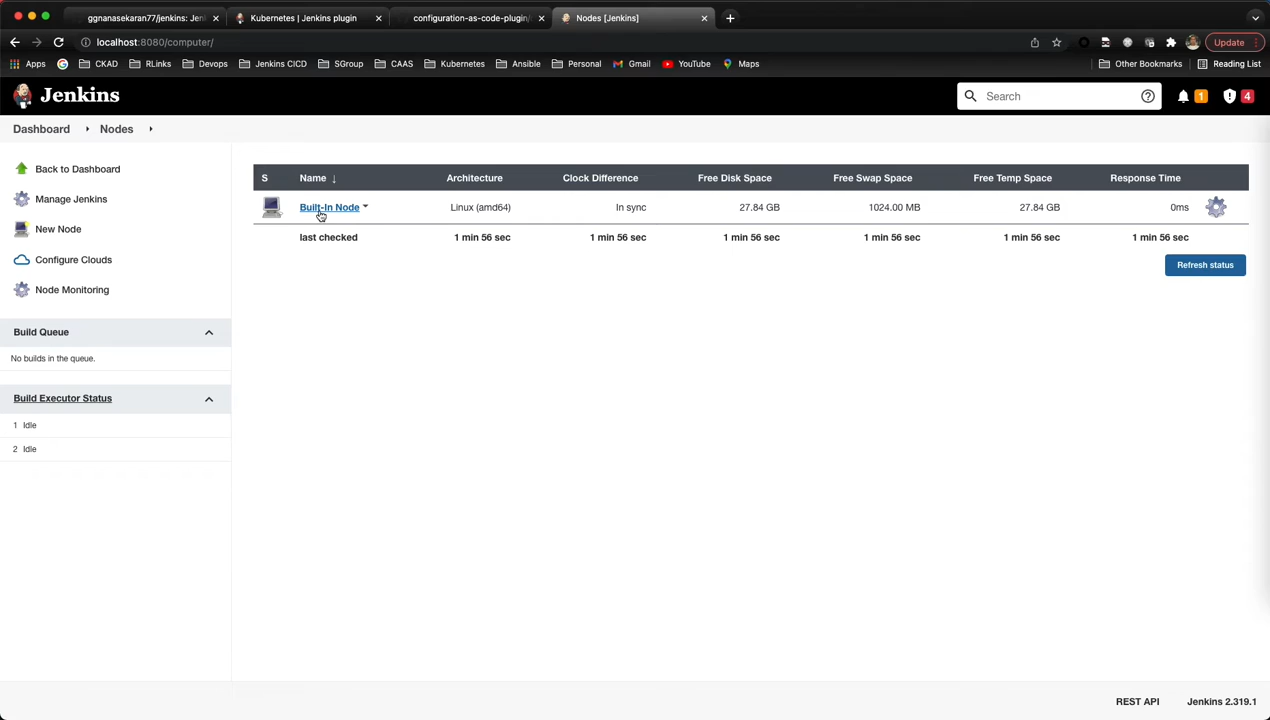 ggnanasekaran77/jenkins: Jen
Kubernetes | Jenkins plugin
configuration-as-code-plugin/
Nodes [Jenkins]
localhost:8080/computer/
Update
Apps CKAD RLinks Devops Jenkins CICD SGroup CAAS Kubernetes Ansible Personal Gmail YouTube Maps Other Bookmarks Reading List
Jenkins
Search
1
4
Dashboard Nodes
Back to Dashboard
Manage Jenkins
New Node
Configure Clouds
Node Monitoring
Build Queue
No builds in the queue.
Build Executor Status
1 Idle
2 Idle
S Name ↓ Architecture Clock Difference Free Disk Space Free Swap Space Free Temp Space Response Time
Built-In Node Linux (amd64) In sync 27.84 GB 1024.00 MB 27.84 GB 0ms
last checked 1 min 56 sec 1 min 56 sec 1 min 56 sec 1 min 56 sec 1 min 56 sec 1 min 56 sec
Refresh status
REST API Jenkins 2.319.1